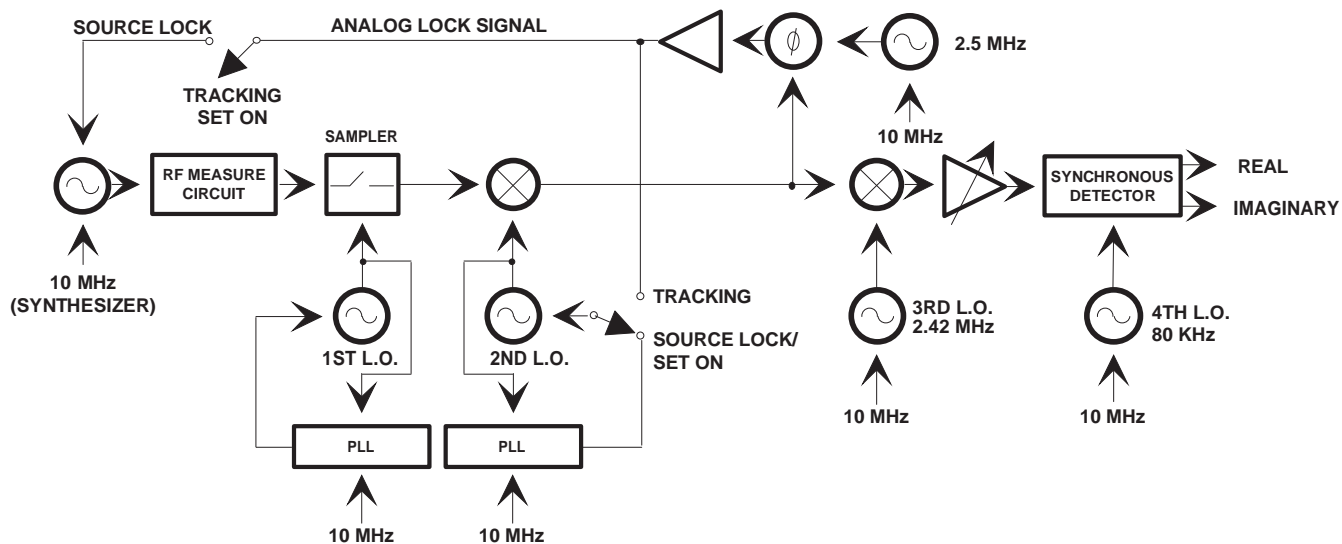 SOURCE LOCK
ANALOG LOCK SIGNAL
ϕ
2.5 MHz
TRACKING
SET ON
10 MHz
SAMPLER
RF MEASURE
CIRCUIT
SYNCHRONOUS
DETECTOR
REAL
IMAGINARY
10 MHz
(SYNTHESIZER)
TRACKING
1ST L.O.
2ND L.O.
SOURCE LOCK/
SET ON
3RD L.O.
2.42 MHz
4TH L.O.
80 KHz
10 MHz
10 MHz
PLL
PLL
10 MHz
10 MHz